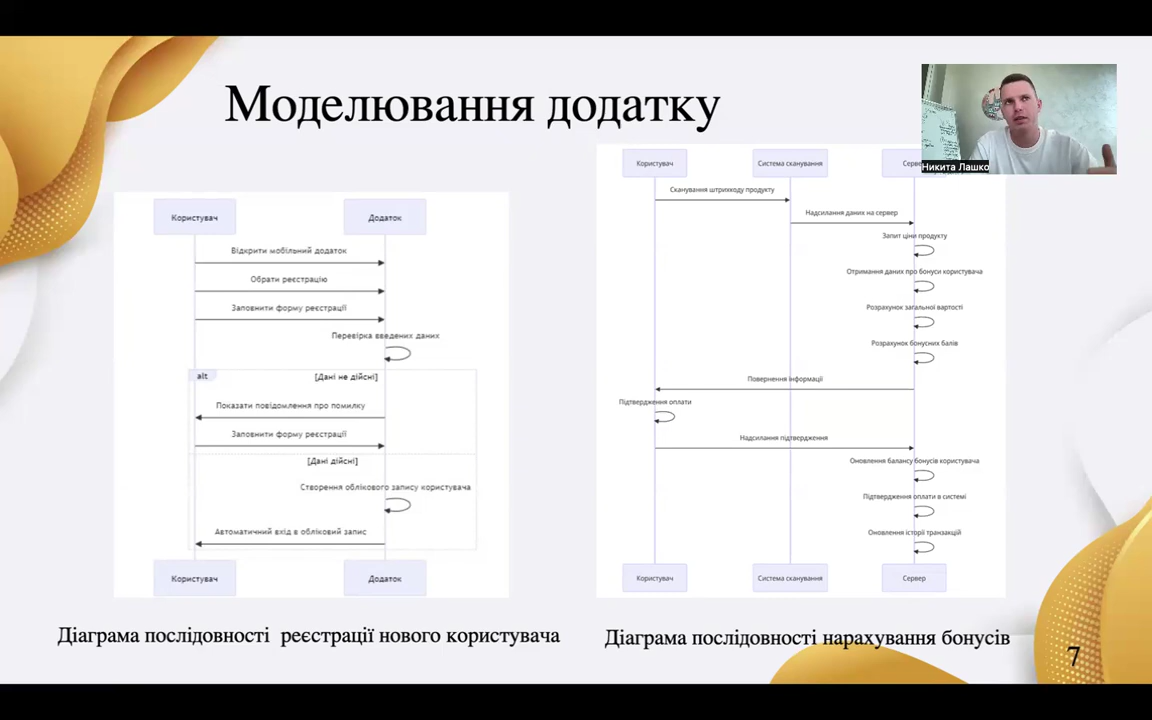 Моделювання додатку
Никита Лашко
Користувач
Додаток
Відкрити мобільний додаток
Обрати реєстрацію
Заповнити форму реєстрації
Перевірка введених даних
alt
[Дані не дійсні]
Показати повідомлення про помилку
Заповнити форму реєстрації
[Дані дійсні]
Створення облікового запису користувача
Автоматичний вхід в обліковий запис
Користувач
Додаток
Діаграма послідовності реєстрації нового користувача
Користувач
Система сканування
Сканування штрихкоду продукту
Надсилання даних на сервер
Запит ціни продукту
Отримання даних про бонуси користувача
Розрахунок загальної вартості
Розрахунок бонусних балів
Повернення інформації
Підтвердження оплати
Надсилання підтвердження
Оновлення балансу бонусів користувача
Підтвердження оплати в системі
Оновлення історії транзакцій
Користувач
Система сканування
Сервер
Діаграма послідовності нарахування бонусів
7